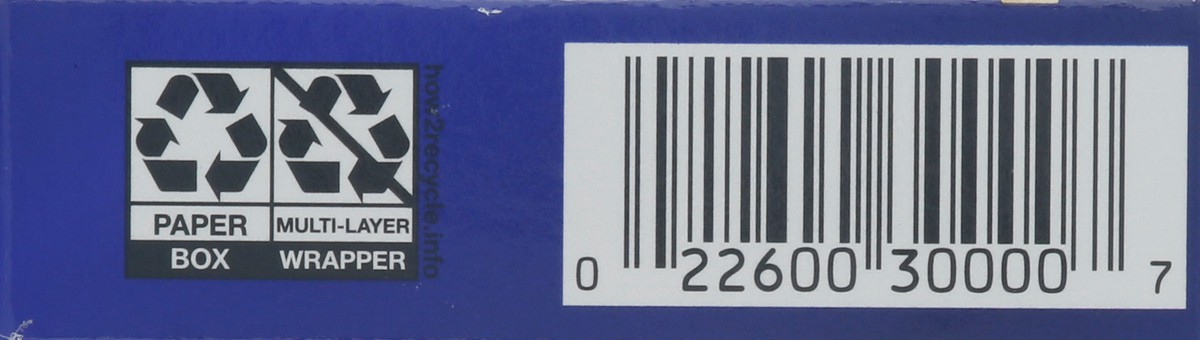 PAPER
BOX
MULTI-LAYER
WRAPPER
how2recycle.info
0 22600 30000 7